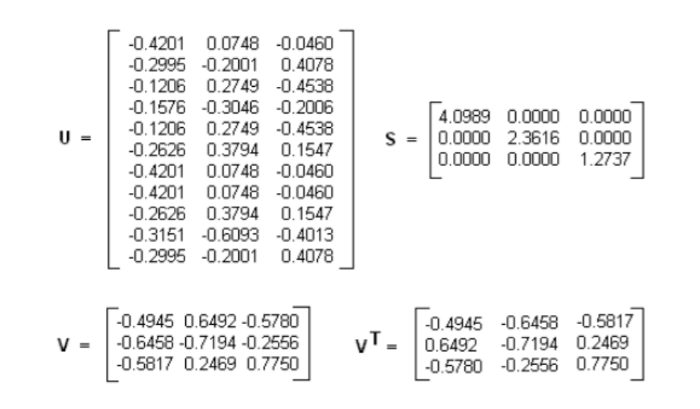 U =
-0.4201 0.0748 -0.0460
-0.2995 -0.2001 0.4078
-0.1206 0.2749 -0.4538
-0.1576 -0.3046 -0.2006
-0.1206 0.2749 -0.4538
-0.2626 0.3794 0.1547
-0.4201 0.0748 -0.0460
-0.4201 0.0748 -0.0460
-0.2626 0.3794 0.1547
-0.3151 -0.6093 -0.4013
-0.2995 -0.2001 0.4078
S =
4.0989 0.0000 0.0000
0.0000 2.3616 0.0000
0.0000 0.0000 1.2737
V =
-0.4945 0.6492 -0.5780
-0.6458 -0.7194 -0.2556
-0.5817 0.2469 0.7750
VT =
-0.4945 -0.6458 -0.5817
0.6492 -0.7194 0.2469
-0.5780 -0.2556 0.7750